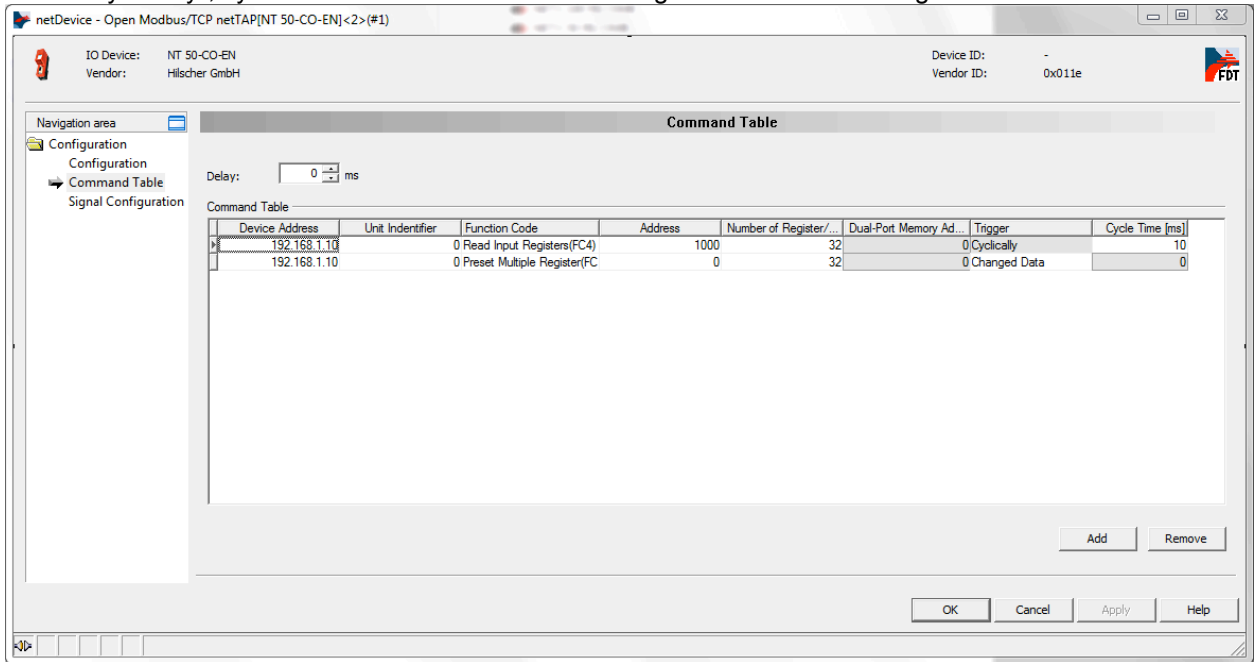 netDevice - Open Modbus/TCP netTAP[NT 50-CO-EN]<2>(#1)
IO Device: NT 50-CO-EN Device ID: -
Vendor: Hilscher GmbH Vendor ID: 0x011e
FDT
Navigation area
Command Table
Configuration
Configuration
Command Table
Signal Configuration
Delay: 0 ms
Command Table
Device Address Unit Indentifier Function Code Address Number of Register/... Dual-Port Memory Ad... Trigger Cycle Time [ms]
192.168.1.10 0 Read Input Registers(FC4) 1000 32 0 Cyclically 10
192.168.1.10 0 Preset Multiple Register(FC 0 32 0 Changed Data 0
Add Remove
OK Cancel Apply Help